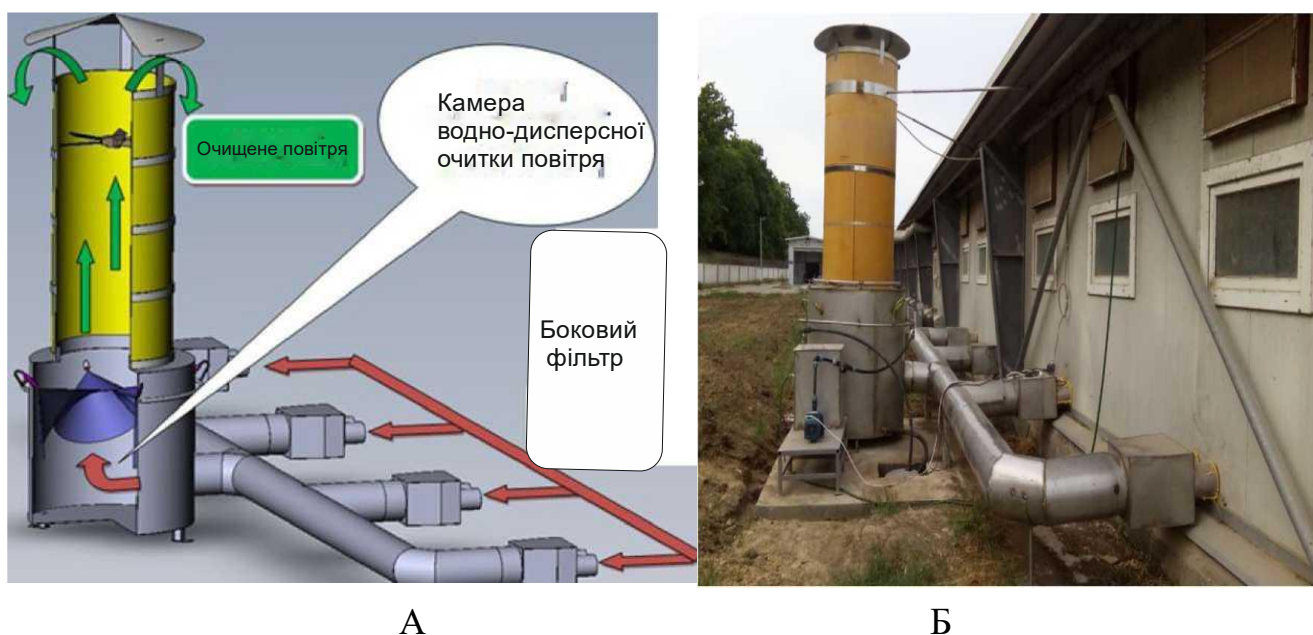 Камера
водно-дисперсної
очитки повітря
Очищене повітря
Боковий
фільтр
А
Б